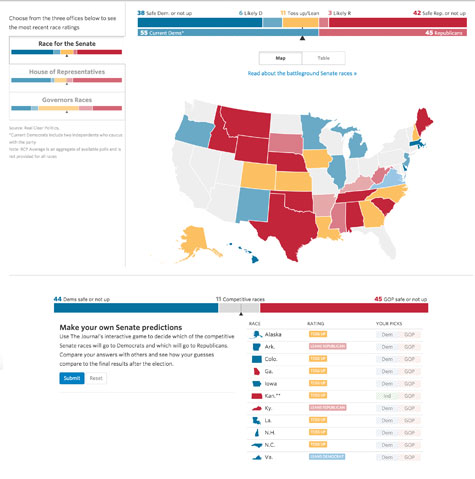 Choose from the three offices below to see
the most recent race ratings
Race for the Senate
House of Representatives
Governors Races
Source: Real Clear Politics.
*Current Democrats include two Independents who caucus
with the party.
Note: RCP Average is an aggregate of available polls and is
not provided for all races.
38 Safe Dem. or not up
6 Likely D
11 Toss up/Lean
3 Likely R
42 Safe Rep. or not up
55 Current Dems*
45 Republicans
Map
Table
Read about the battleground Senate races »
44 Dems safe or not up
11 Competitive races
45 GOP safe or not up
Make your own Senate predictions
Use The Journal's interactive game to decide which of the competitive
Senate races will go to Democrats and which will go to Republicans.
Compare your answers with others and see how your guesses
compare to the final results after the election.
Submit
Reset
RACE RATING YOUR PICKS
Alaska TOSS UP Dem GOP
Ark. LEANS REPUBLICAN Dem GOP
Colo. TOSS UP Dem GOP
Ga. TOSS UP Dem GOP
Iowa TOSS UP Dem GOP
Kan.** TOSS UP Ind GOP
Ky. LEANS REPUBLICAN Dem GOP
La. TOSS UP Dem GOP
N.H. TOSS UP Dem GOP
N.C. TOSS UP Dem GOP
Va. LEANS DEMOCRAT Dem GOP